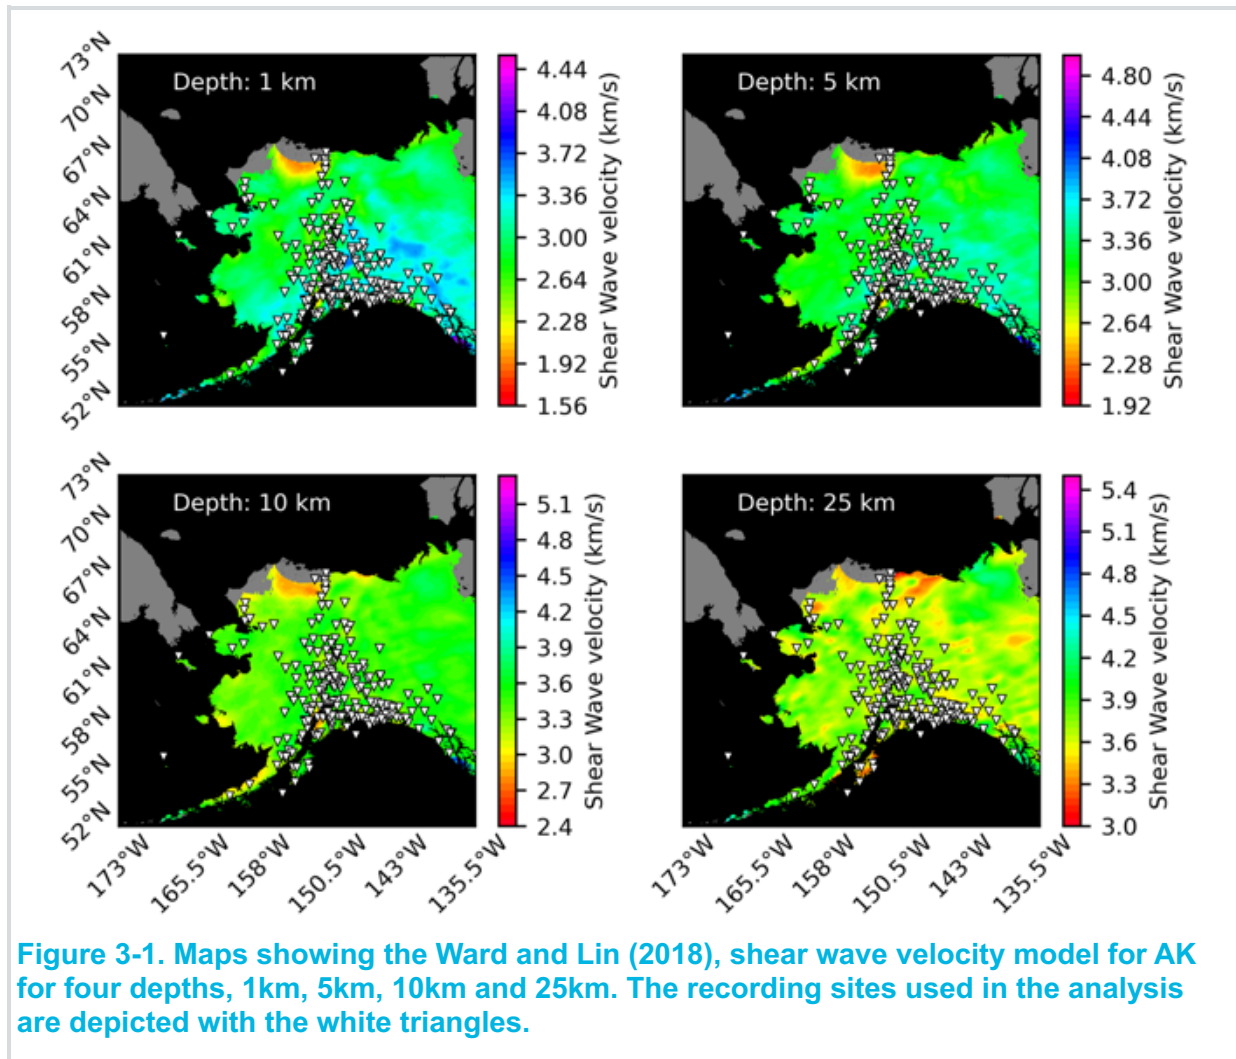 73°N
70°N
67°N
64°N
61°N
58°N
55°N
52°N
Depth: 1 km
4.44
4.08
3.72
3.36
3.00
2.64
2.28
1.92
1.56
Shear Wave velocity (km/s)
Depth: 5 km
4.80
4.44
4.08
3.72
3.36
3.00
2.64
2.28
1.92
Shear Wave velocity (km/s)
73°N
70°N
67°N
64°N
61°N
58°N
55°N
52°N
Depth: 10 km
5.1
4.8
4.5
4.2
3.9
3.6
3.3
3.0
2.7
2.4
Shear Wave velocity (km/s)
173°W
165.5°W
158°W
150.5°W
143°W
135.5°W
Depth: 25 km
5.4
5.1
4.8
4.5
4.2
3.9
3.6
3.3
3.0
Shear Wave velocity (km/s)
173°W
165.5°W
158°W
150.5°W
143°W
135.5°W
Figure 3-1. Maps showing the Ward and Lin (2018), shear wave velocity model for AK
for four depths, 1km, 5km, 10km and 25km. The recording sites used in the analysis
are depicted with the white triangles.